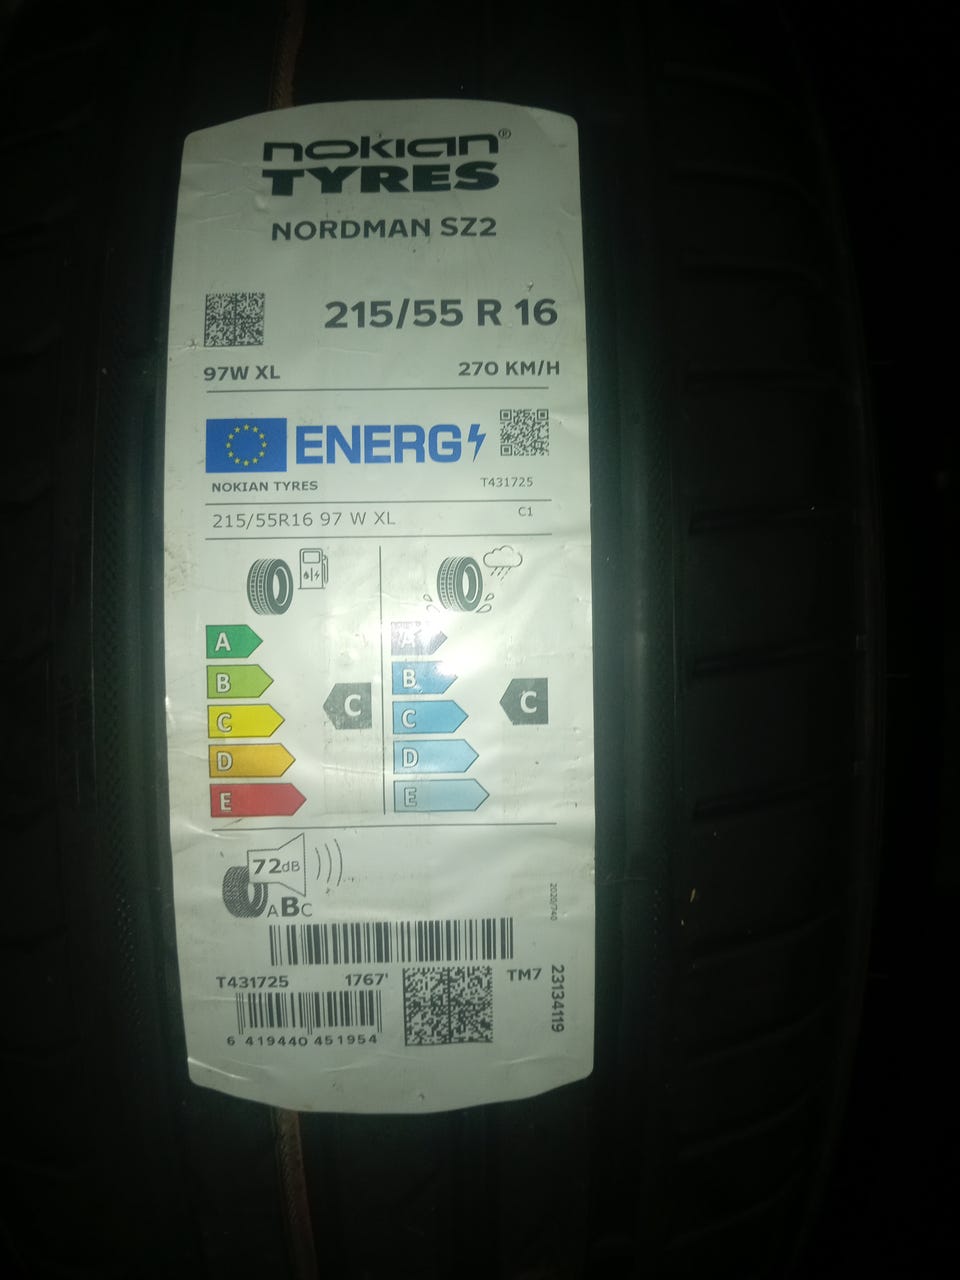 nokian®
TYRES
NORDMAN SZ2
215/55 R 16
97W XL 270 KM/H
ENERG
NOKIAN TYRES T431725
215/55R16 97 W XL C1
A A
B B
C C C C
D D
E E
72dB
ABC
2020/740
T431725 1767' TM7
23134119
6 419440 451954